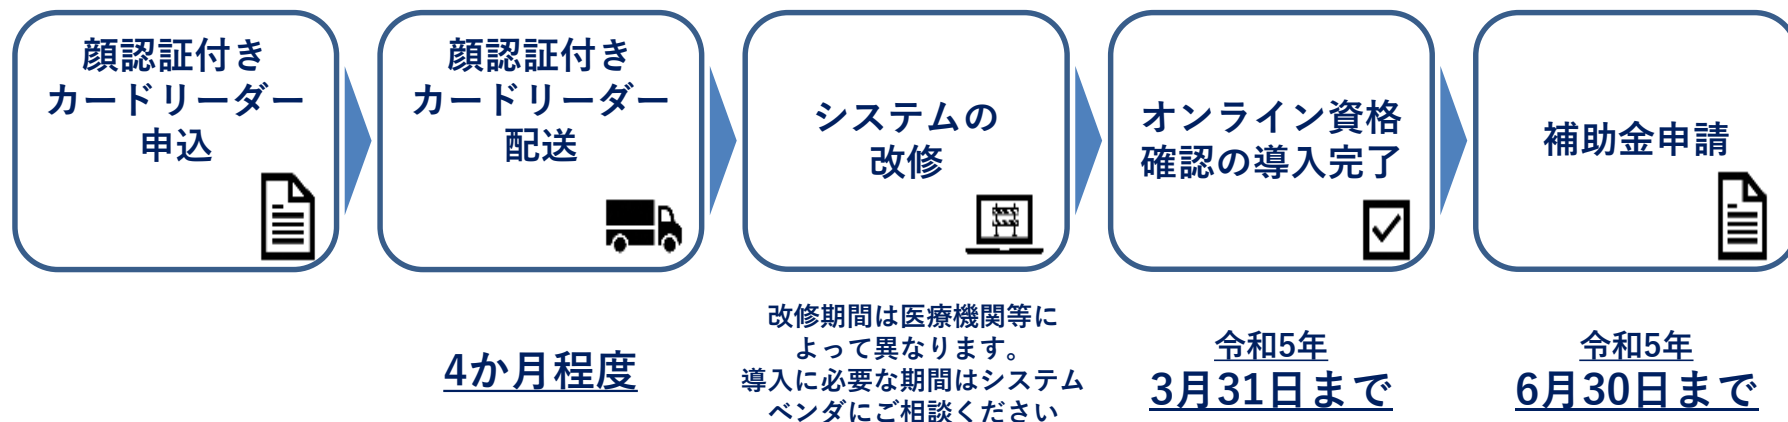 顔認証付き
カードリーダー
申込
顔認証付き
カードリーダー
配送
システムの
改修
オンライン資格
確認の導入完了
補助金申請
4か月程度
改修期間は医療機関等に
よって異なります。
導入に必要な期間はシステム
ベンダにご相談ください
令和5年
3月31日まで
令和5年
6月30日まで